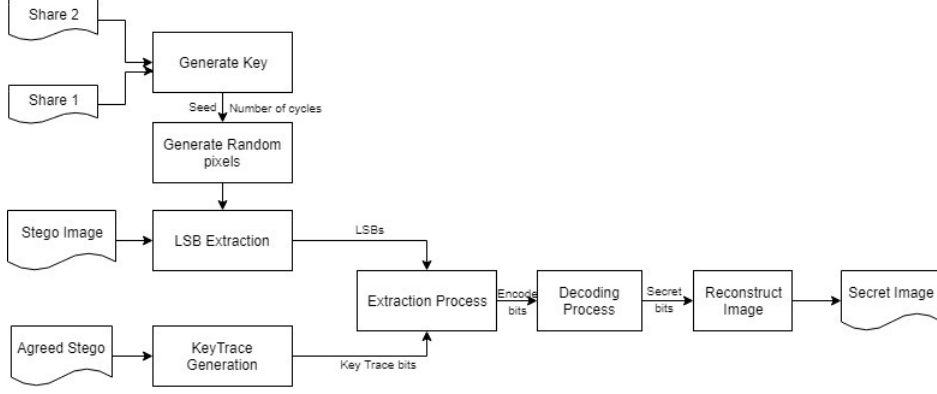 Share 2
Generate Key
Share 1
Seed
Number of cycles
Generate Random
pixels
Stego Image
LSB Extraction
LSBs
Extraction Process
Encode
bits
Decoding
Process
Secret
bits
Reconstruct
Image
Secret Image
Agreed Stego
KeyTrace
Generation
Key Trace bits